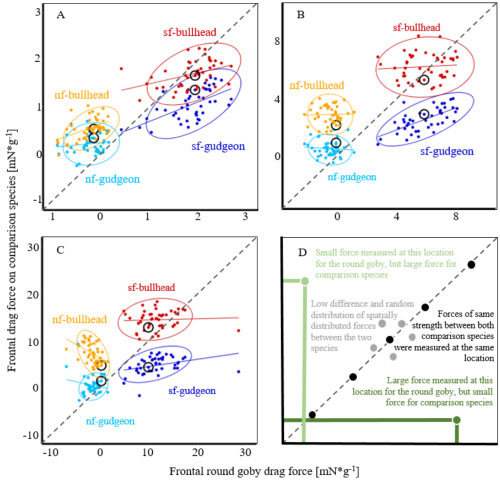 A
3
2
1
0
-1
sf-bullhead
nf-bullhead
sf-gudgeon
nf-gudgeon
1
0
1
2
3
B
8
4
0
sf-bullhead
nf-bullhead
sf-gudgeon
nf-gudgeon
0
4
8
C
30
20
10
0
-10
sf-bullhead
nf-bullhead
sf-gudgeon
nf-gudgeon
-10
0
10
20
30
D
Small force measured at this location
for the round goby, but large force for
comparison species
Low difference and random
distribution of spatially
distributed forces
between the two
species
Forces of same
strength between both
comparison species
were measured at the same
location
Large force measured at this
location for the round goby, but small
force for comparison species
Frontal drag force on comparison species [mN*g⁻¹]
Frontal round goby drag force [mN*g⁻¹]